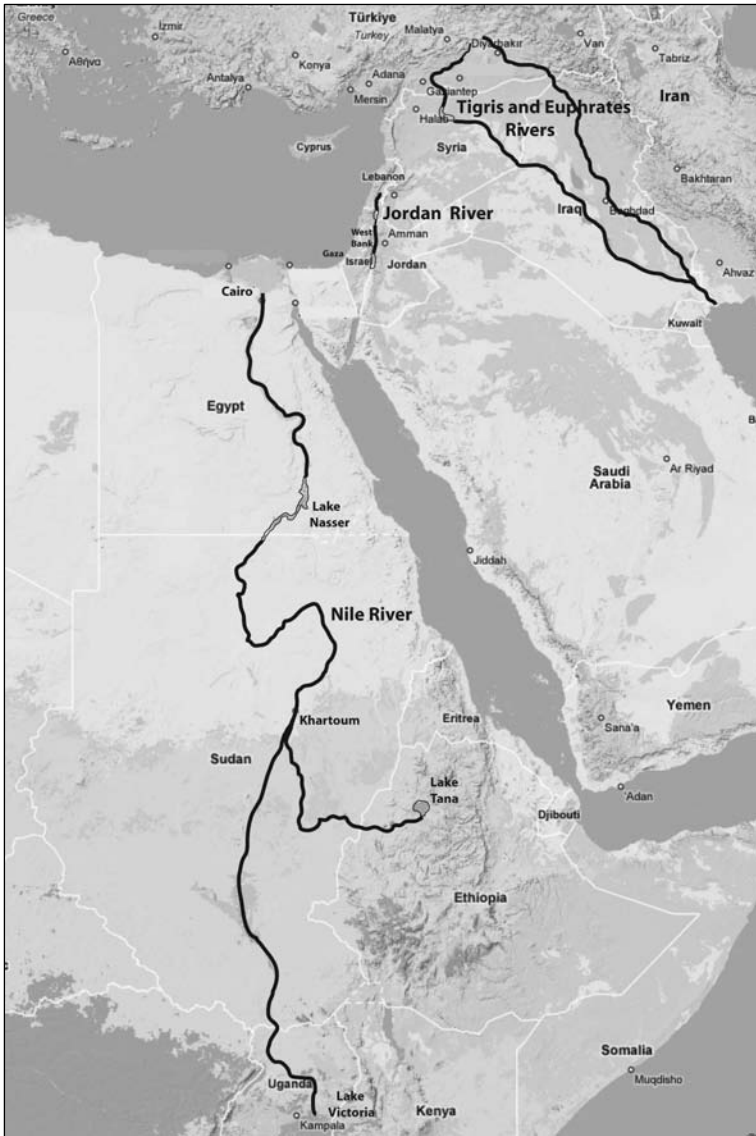 Greece
İzmir
Αθήνα
Türkiye
Turkey
Malatya
Van
Diyarbakır
Tabriz
Konya
Adana
Antalya
Mersin
Gaziantep
Iran
Tigris and Euphrates
Rivers
Halab
Cyprus
Syria
Bakhtaran
Lebanon
Jordan River
Iraq
Baghdad
West
Bank
Amman
Gaza
Israel
Jordan
Ahvaz
Cairo
Kuwait
Egypt
Saudi
Arabia
Ar Riyad
Lake
Nasser
Jiddah
Nile River
Yemen
Khartoum
Eritrea
Sana'a
Sudan
Lake
Tana
'Adan
Djibouti
Ethiopia
Somalia
Muqdisho
Uganda
Lake
Victoria
Kenya
Kampala